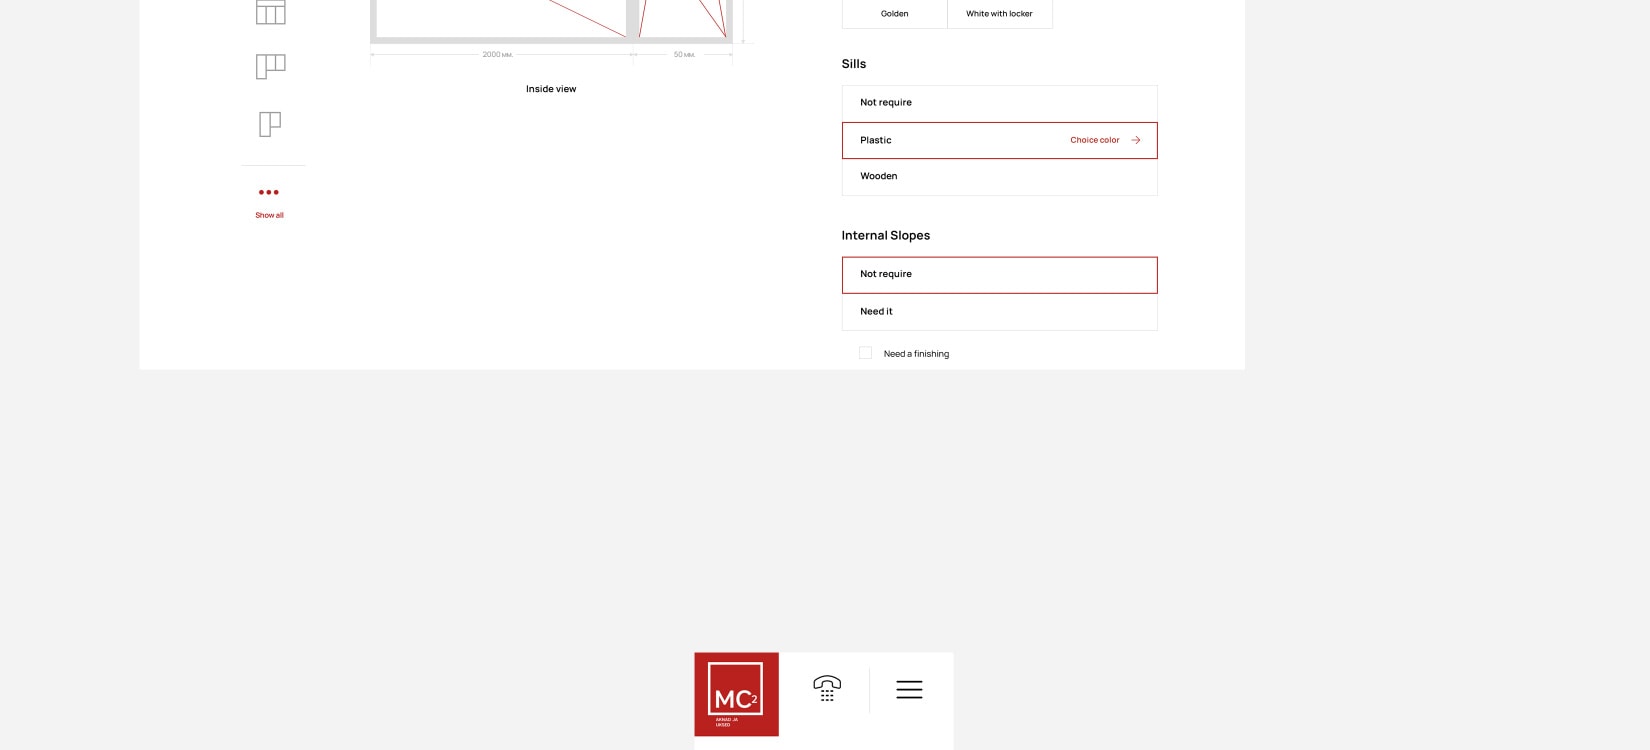 Golden
White with locker
2000 мм.
50 мм.
Inside view
Show all
Sills
Not require
Plastic
Choice color
Wooden
Internal Slopes
Not require
Need it
Need a finishing
MC²
AKNAD JA
UKSED